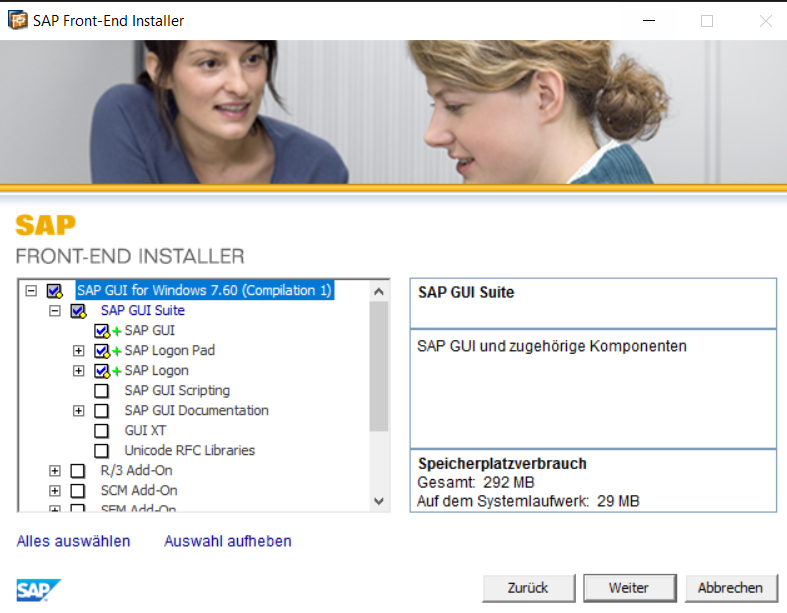 SAP Front-End Installer
SAP
FRONT-END INSTALLER
SAP GUI for Windows 7.60 (Compilation 1)
SAP GUI Suite
SAP GUI
SAP Logon Pad
SAP Logon
SAP GUI Scripting
SAP GUI Documentation
GUI XT
Unicode RFC Libraries
R/3 Add-On
SCM Add-On
SEM Add-On
SAP GUI Suite
SAP GUI und zugehörige Komponenten
Speicherplatzverbrauch
Gesamt: 292 MB
Auf dem Systemlaufwerk: 29 MB
Alles auswählen Auswahl aufheben
SAP
Zurück Weiter Abbrechen